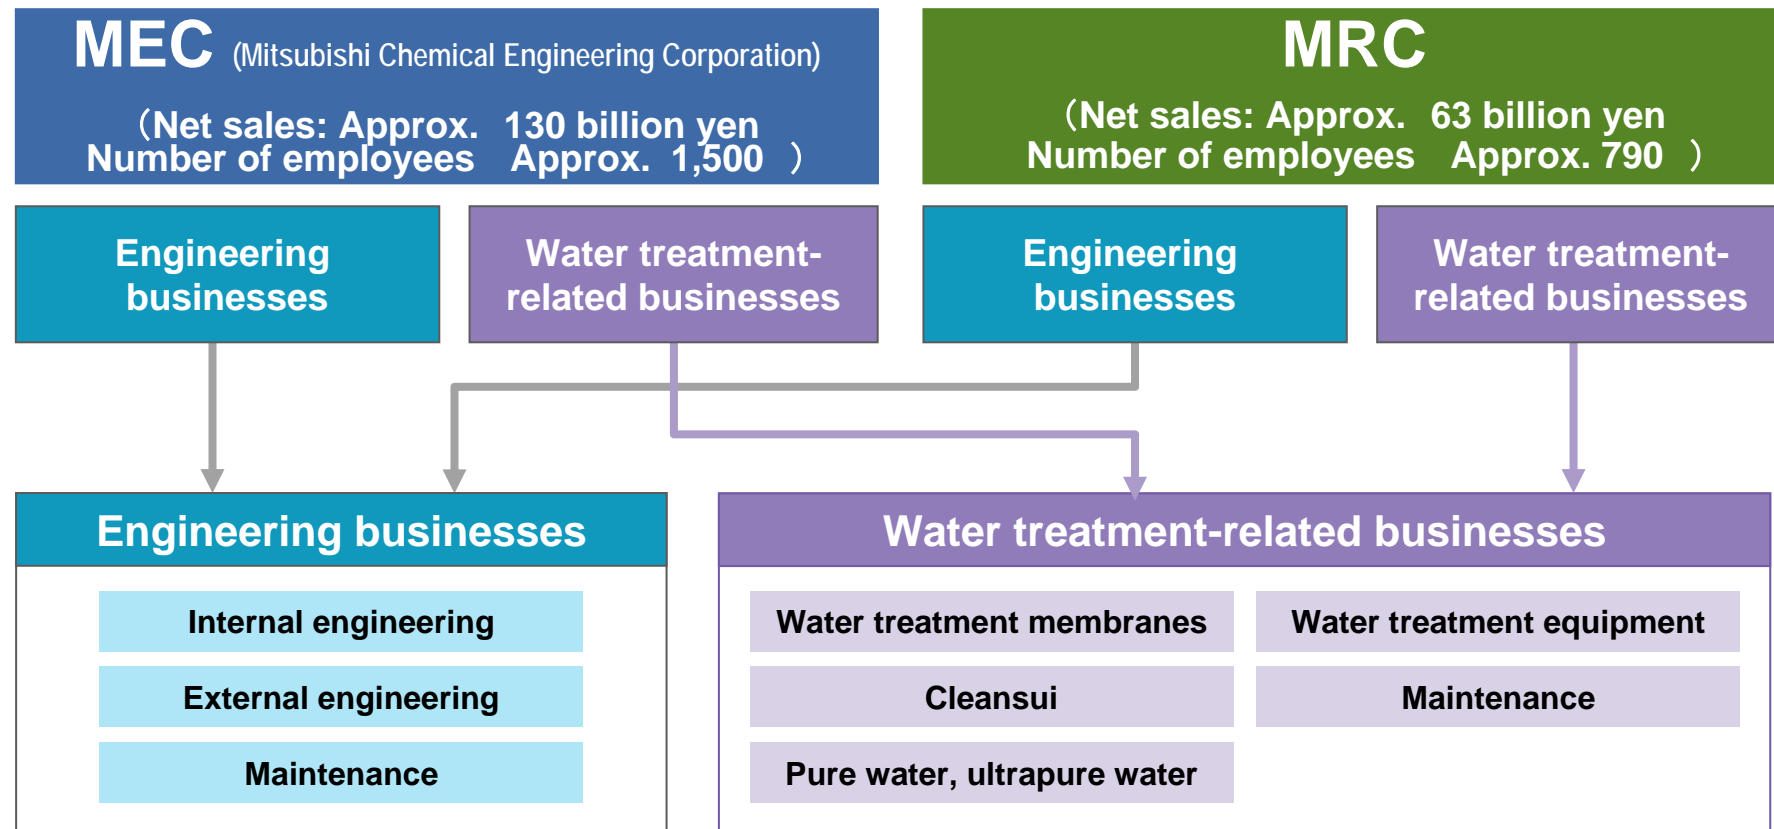 MEC (Mitsubishi Chemical Engineering Corporation)
（Net sales: Approx. 130 billion yen
Number of employees Approx. 1,500 ）
MRC
（Net sales: Approx. 63 billion yen
Number of employees Approx. 790 ）
Engineering
businesses
Water treatment-
related businesses
Engineering
businesses
Water treatment-
related businesses
Engineering businesses
Internal engineering
External engineering
Maintenance
Water treatment-related businesses
Water treatment membranes
Water treatment equipment
Cleansui
Maintenance
Pure water, ultrapure water